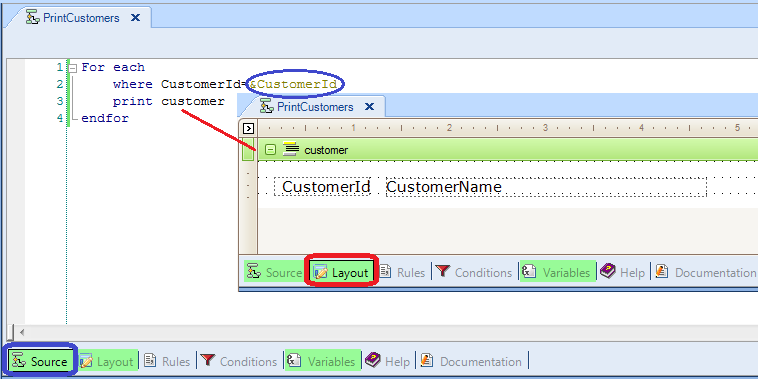 PrintCustomers X
1 For each
2 where CustomerId=&CustomerId
3 print customer
4 endfor
PrintCustomers X
1 2 3 4 5
customer
CustomerId CustomerName
Source Layout Rules Conditions Variables Help Documentation
Source Layout Rules Conditions Variables Help Documentation